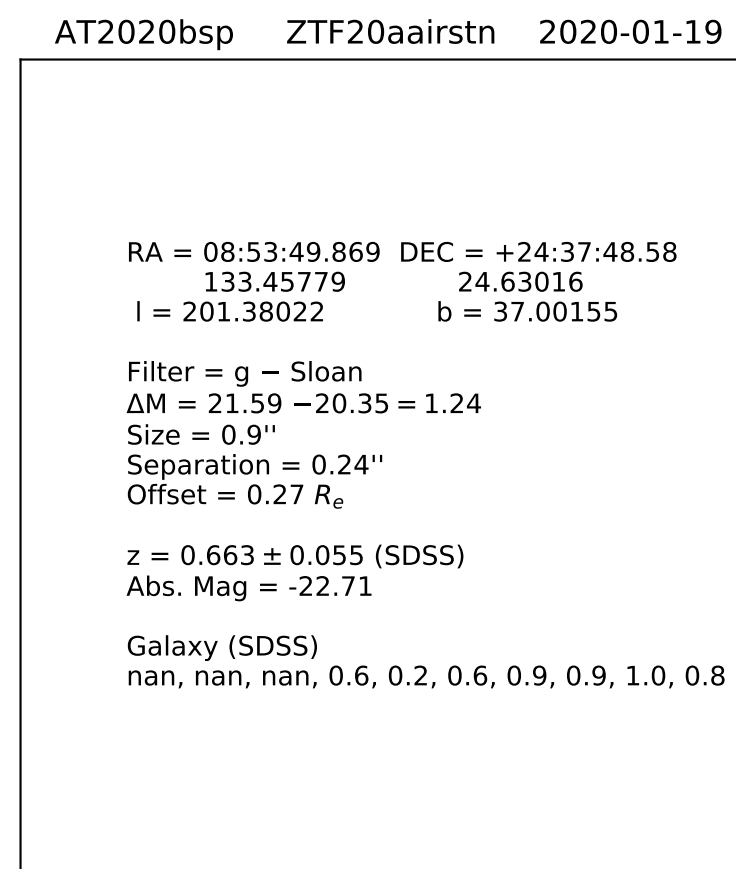 AT2020bsp ZTF20aairstn 2020-01-19
RA = 08:53:49.869 DEC = +24:37:48.58
133.45779 24.63016
l = 201.38022 b = 37.00155
Filter = g − Sloan
ΔM = 21.59 −20.35 = 1.24
Size = 0.9''
Separation = 0.24''
Offset = 0.27 Rₑ
z = 0.663 ± 0.055 (SDSS)
Abs. Mag = -22.71
Galaxy (SDSS)
nan, nan, nan, 0.6, 0.2, 0.6, 0.9, 0.9, 1.0, 0.8